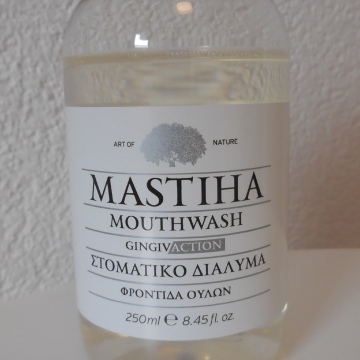 ART OF NATURE
MASTIHA
MOUTHWASH
GINGIVACTION
ΣΤΟΜΑΤΙΚΟ ΔΙΑΛΥΜΑ
ΦΡΟΝΤΙΔΑ ΟΥΛΩΝ
250ml ℮ 8.45 fl. oz.